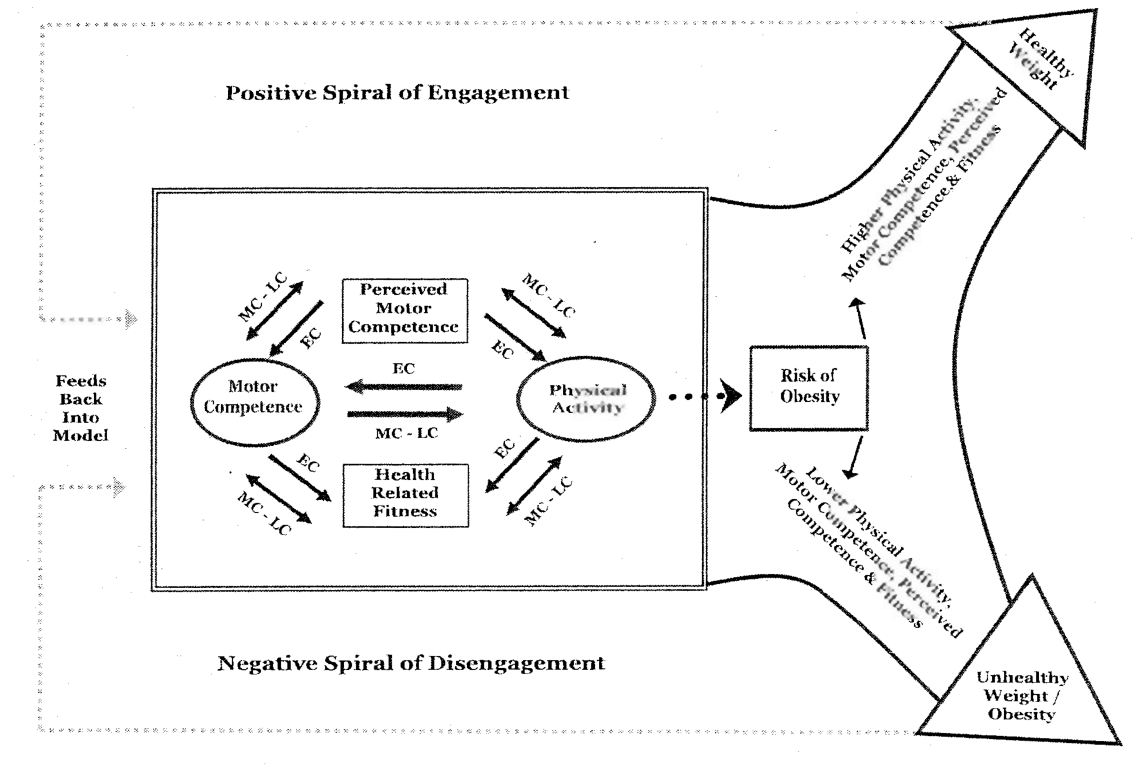 Healthy
Weight
Positive Spiral of Engagement
Higher Physical Activity,
Motor Competence, Perceived
Competence & Fitness
MC - LC
EC
Perceived
Motor
Competence
MC - LC
EC
Feeds
Back
Into
Model
Motor
Competence
EC
MC - LC
Physical
Activity
Risk of
Obesity
EC
MC - LC
Health
Related
Fitness
EC
MC - LC
Lower Physical Activity,
Motor Competence, Perceived
Competence & Fitness
Negative Spiral of Disengagement
Unhealthy
Weight /
Obesity